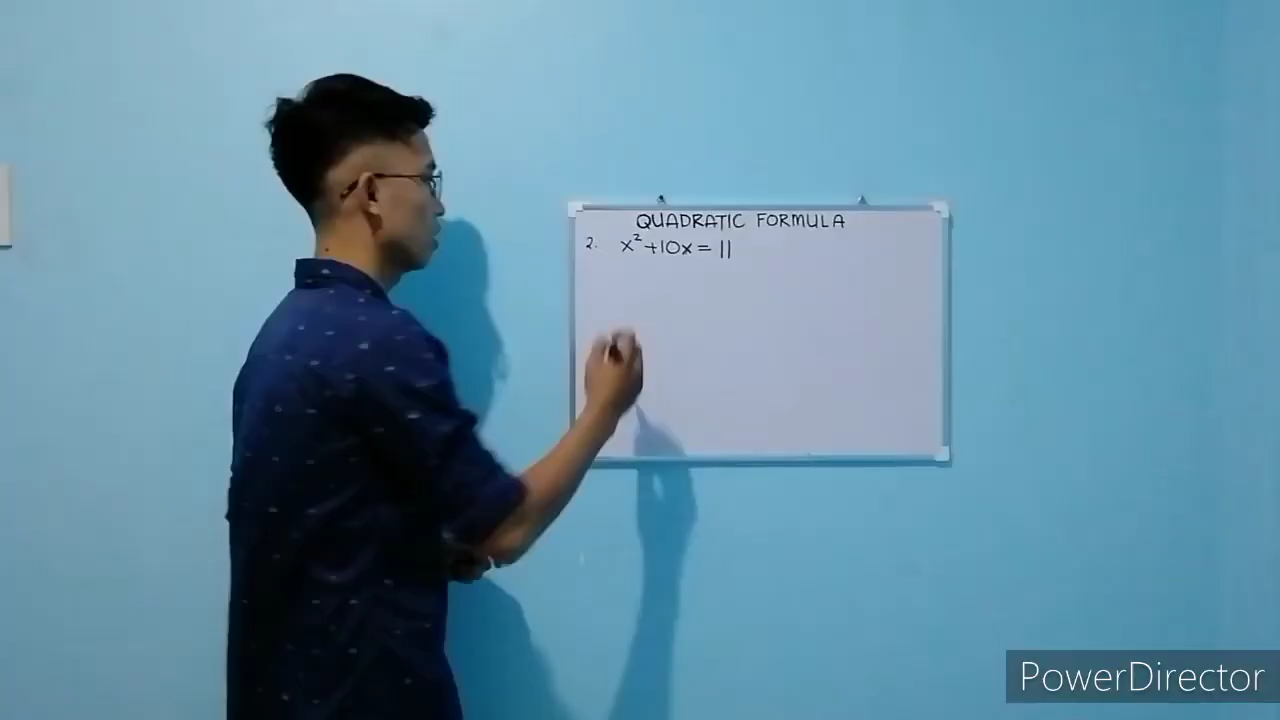 QUADRATIC FORMULA
2. x²+10x=11
PowerDirector